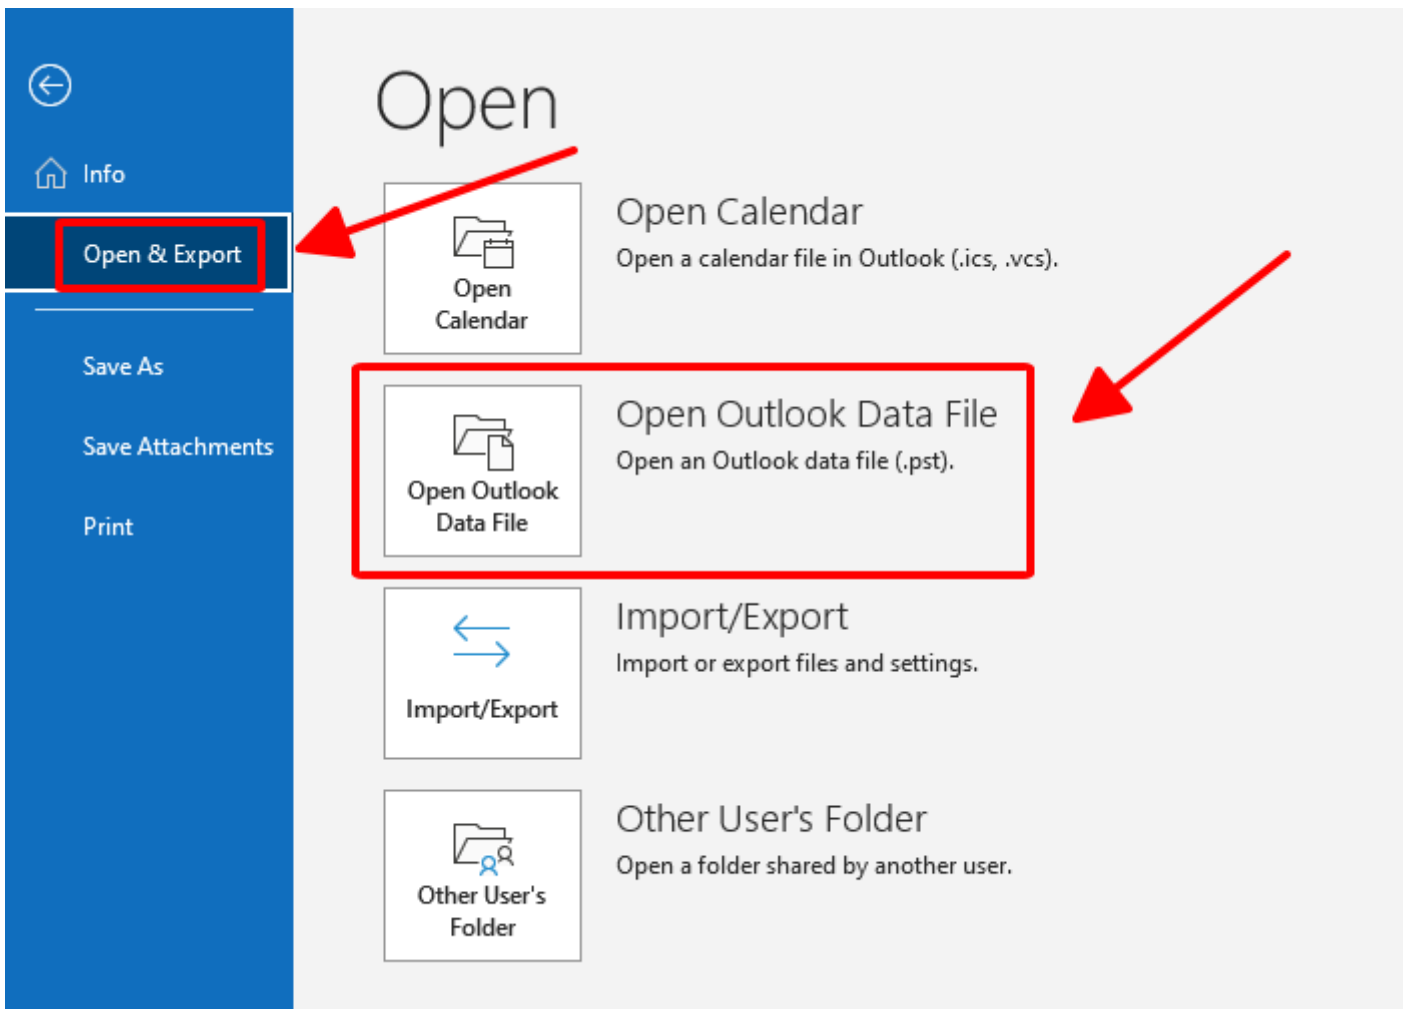 Open
Info
Open & Export
Save As
Save Attachments
Print
Open
Calendar
Open Calendar
Open a calendar file in Outlook (.ics, .vcs).
Open Outlook
Data File
Open Outlook Data File
Open an Outlook data file (.pst).
Import/Export
Import/Export
Import or export files and settings.
Other User's
Folder
Other User's Folder
Open a folder shared by another user.